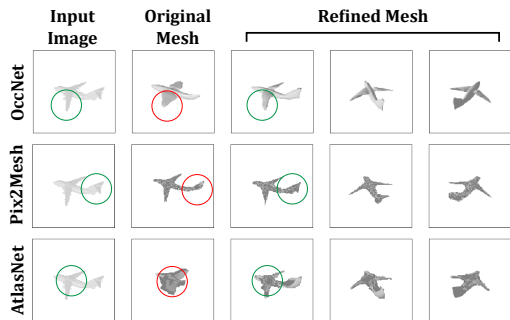 Input Image
Original Mesh
Refined Mesh
OccNet
Pix2Mesh
AtlasNet